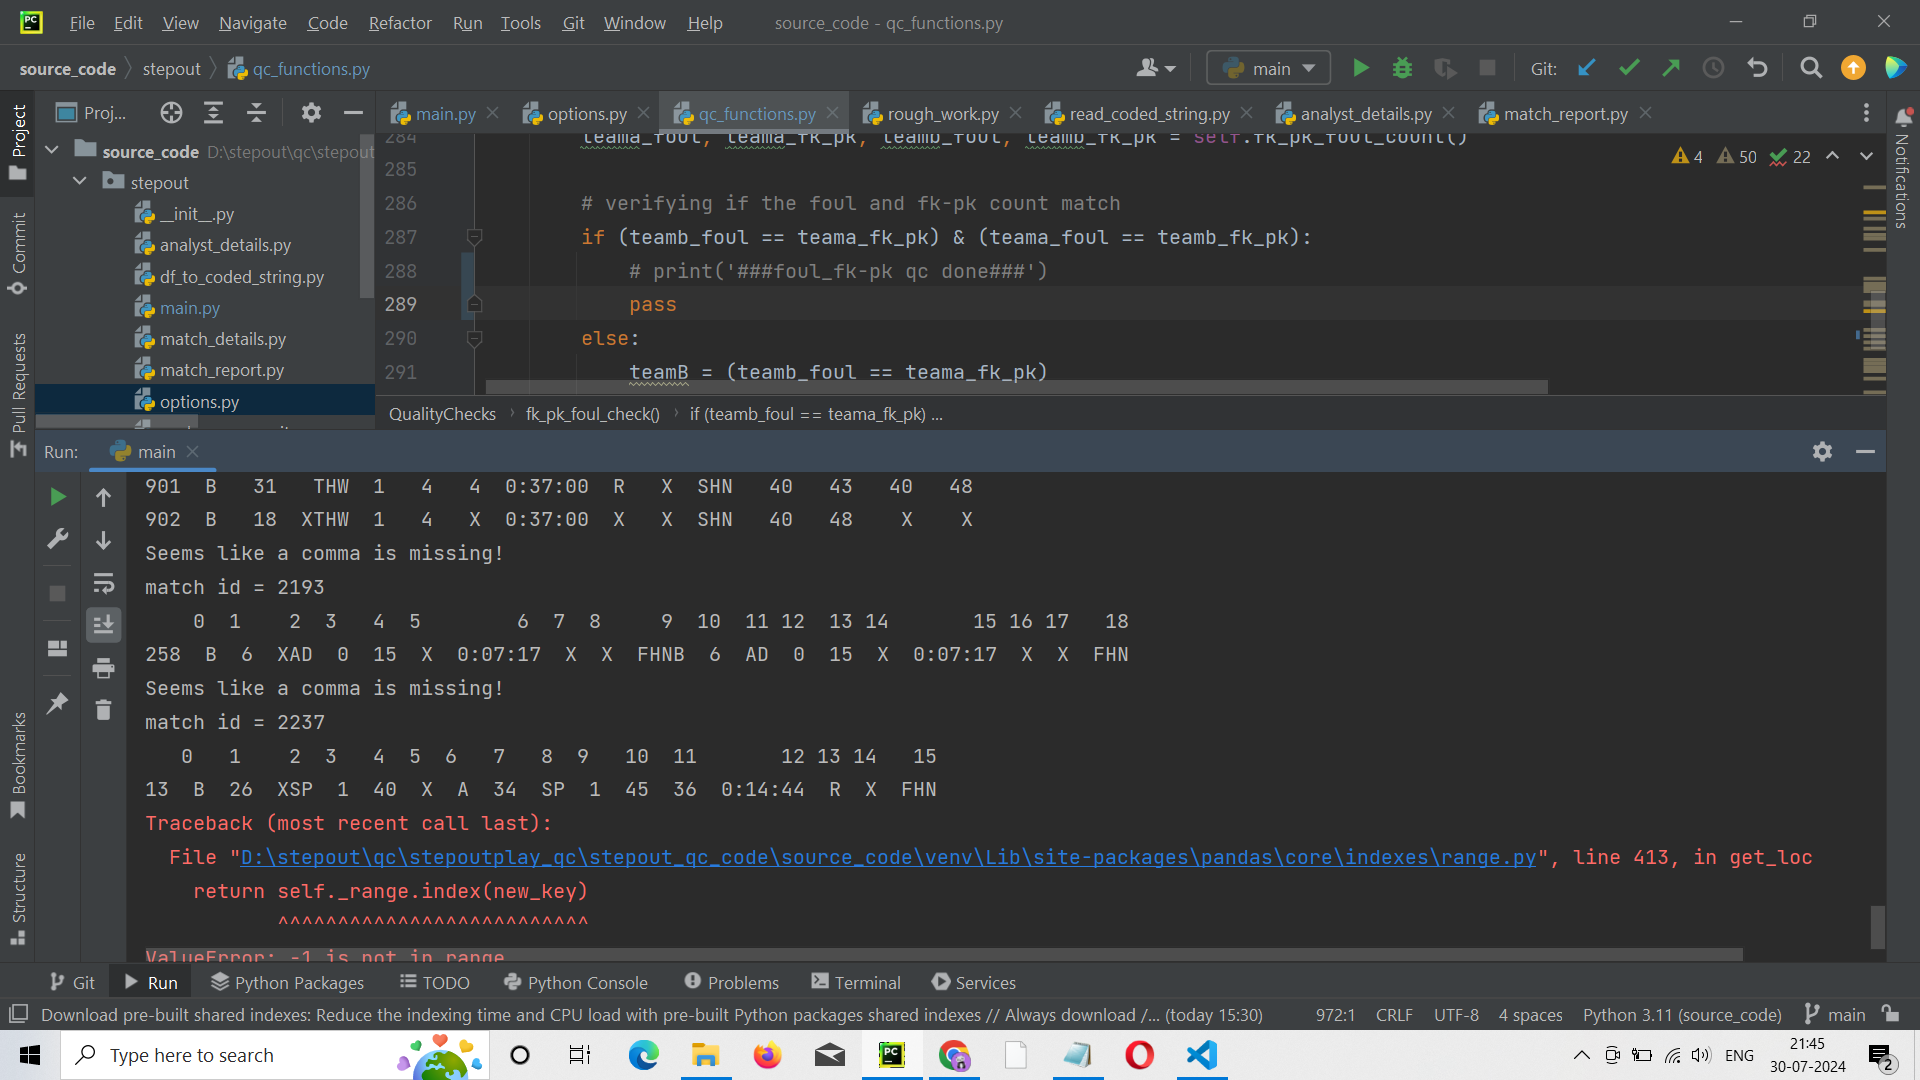 PC File Edit View Navigate Code Refactor Run Tools Git Window Help source_code - qc_functions.py
source_code stepout qc_functions.py main Git:
Project
Proj...
main.py options.py qc_functions.py rough_work.py read_coded_string.py analyst_details.py match_report.py
source_code D:\stepout\qc\stepout
stepout
__init__.py
analyst_details.py
df_to_coded_string.py
main.py
match_details.py
match_report.py
options.py
Commit
Pull Requests
Bookmarks
Structure
Notifications
4 50 22
284 teama_foul, teama_fk_pk, teamb_foul, teamb_fk_pk = self.fk_pk_foul_count()
285
286 # verifying if the foul and fk-pk count match
287 if (teamb_foul == teama_fk_pk) & (teama_foul == teamb_fk_pk):
288 # print('###foul_fk-pk qc done###')
289 pass
290 else:
291 teamB = (teamb_foul == teama_fk_pk)
QualityChecks fk_pk_foul_check() if (teamb_foul == teama_fk_pk) ...
Run: main
901 B 31 THW 1 4 4 0:37:00 R X SHN 40 43 40 48
902 B 18 XTHW 1 4 X 0:37:00 X X SHN 40 48 X X
Seems like a comma is missing!
match id = 2193
0 1 2 3 4 5 6 7 8 9 10 11 12 13 14 15 16 17 18
258 B 6 XAD 0 15 X 0:07:17 X X FHNB 6 AD 0 15 X 0:07:17 X X FHN
Seems like a comma is missing!
match id = 2237
0 1 2 3 4 5 6 7 8 9 10 11 12 13 14 15
13 B 26 XSP 1 40 X A 34 SP 1 45 36 0:14:44 R X FHN
Traceback (most recent call last):
File "D:\stepout\qc\stepoutplay_qc\stepout_qc_code\source_code\venv\Lib\site-packages\pandas\core\indexes\range.py", line 413, in get_loc
return self._range.index(new_key)
^^^^^^^^^^^^^^^^^^^^^^^^^^
ValueError: -1 is not in range
Git Run Python Packages TODO Python Console Problems Terminal Services
Download pre-built shared indexes: Reduce the indexing time and CPU load with pre-built Python packages shared indexes // Always download /... (today 15:30) 972:1 CRLF UTF-8 4 spaces Python 3.11 (source_code) main
Type here to search
PC
ENG
21:45
30-07-2024
2